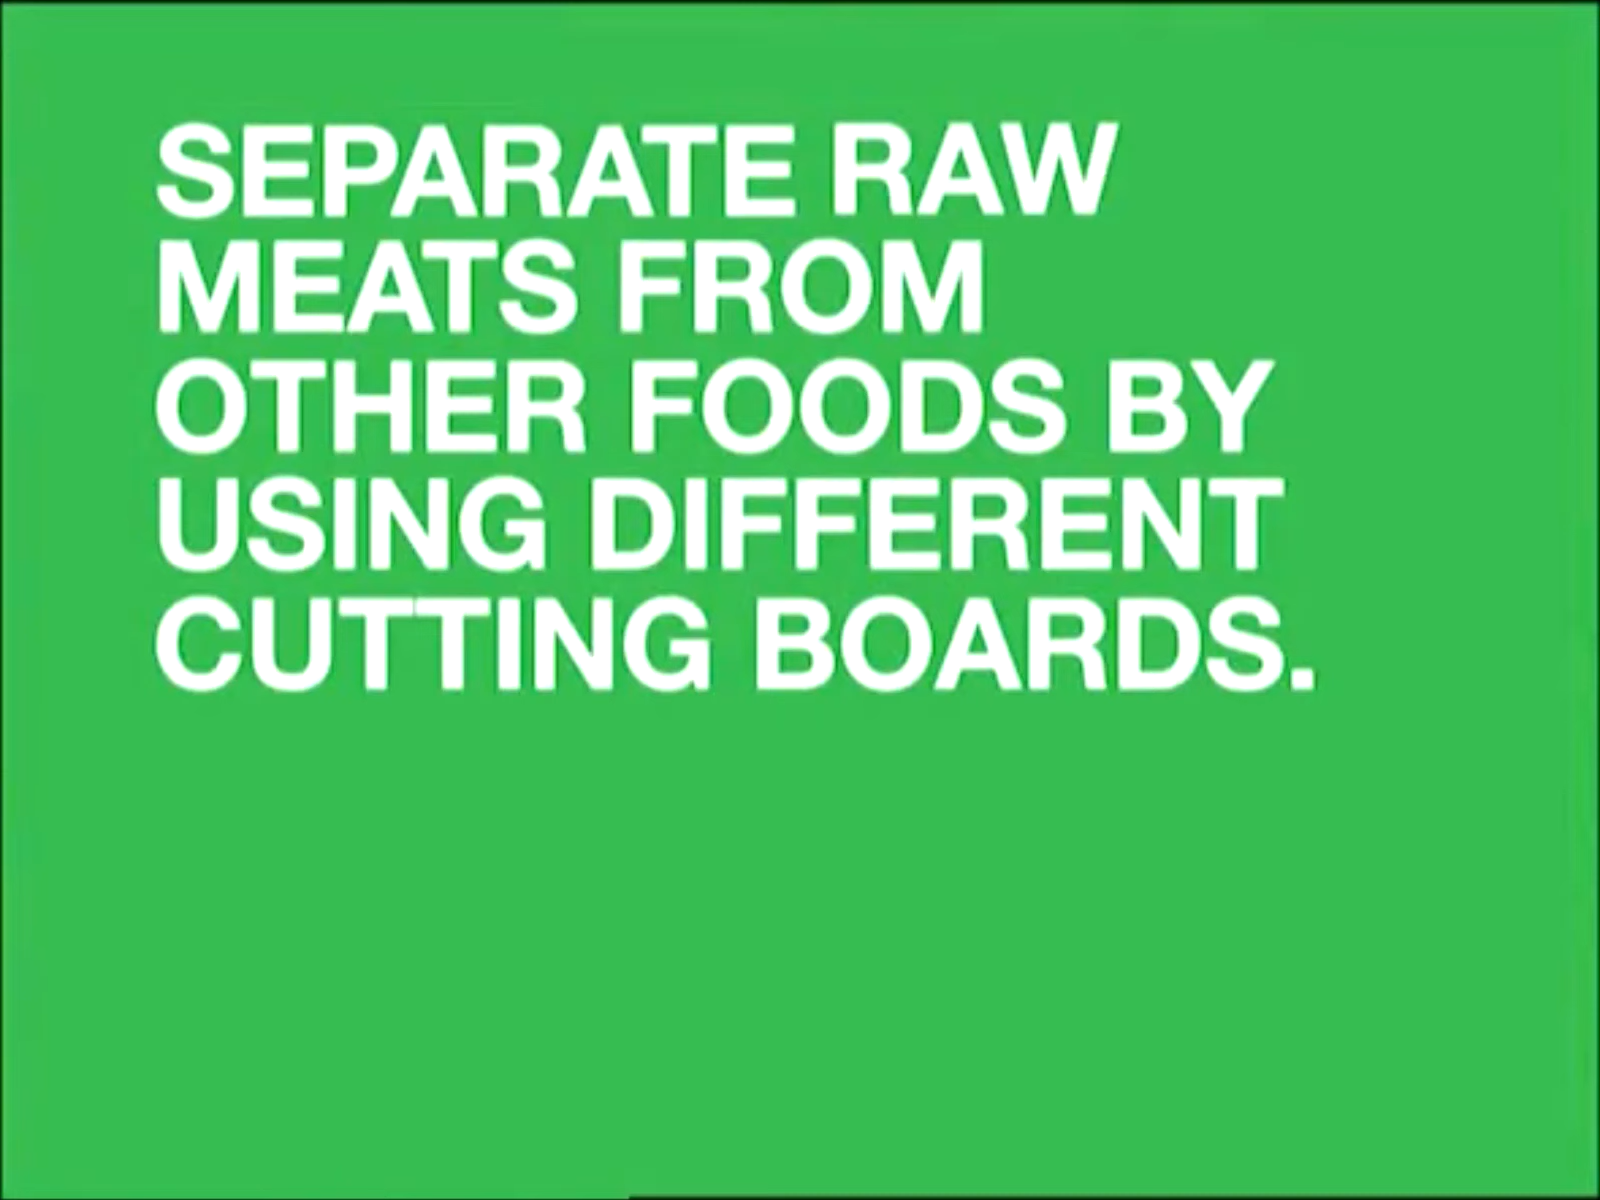 SEPARATE RAW
MEATS FROM
OTHER FOODS BY
USING DIFFERENT
CUTTING BOARDS.